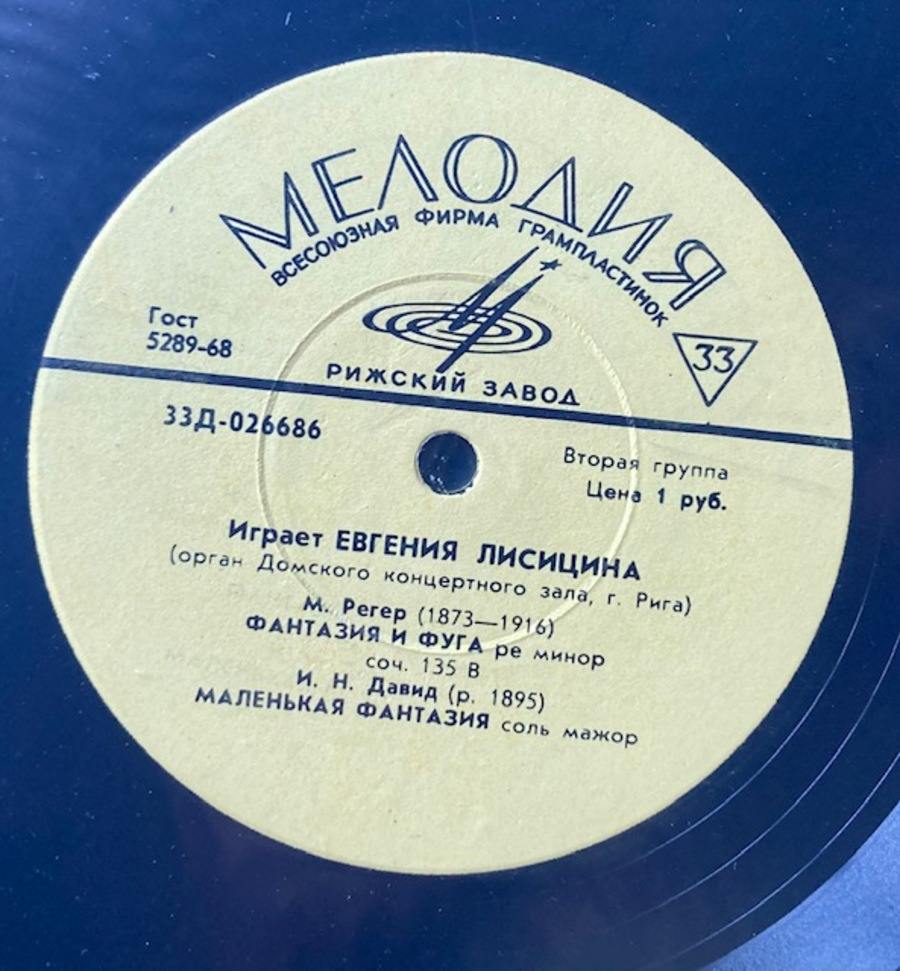 МЕЛОДИЯ
ВСЕСОЮЗНАЯ ФИРМА ГРАМПЛАСТИНОК
33
Гост
5289-68
РИЖСКИЙ ЗАВОД
33Д-026686
Вторая группа
Цена 1 руб.
Играет ЕВГЕНИЯ ЛИСИЦИНА
(орган Домского концертного зала, г. Рига)
М. Регер (1873—1916)
ФАНТАЗИЯ И ФУГА ре минор
соч. 135 В
И. Н. Давид (р. 1895)
МАЛЕНЬКАЯ ФАНТАЗИЯ соль мажор